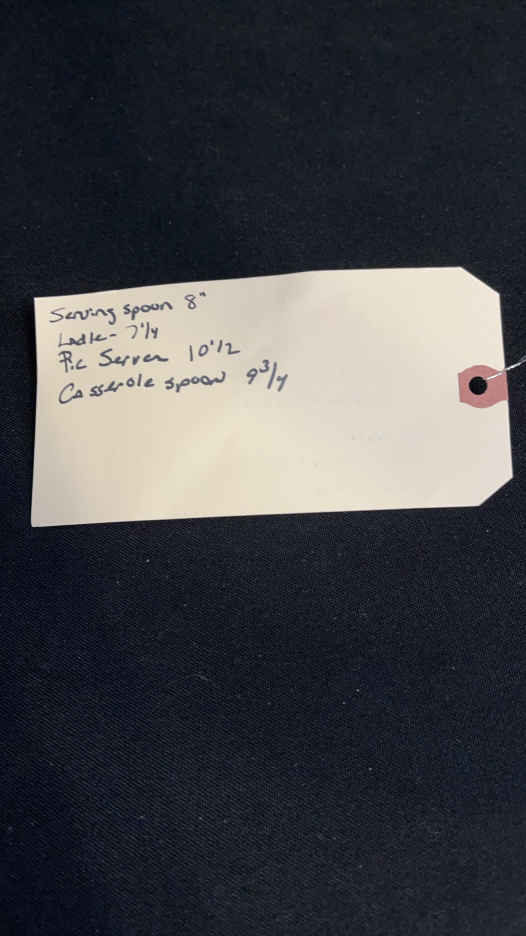 Serving spoon 8"
Ladle - 7 1/4
Pie Server 10 1/2
Casserole spoon 9 3/4